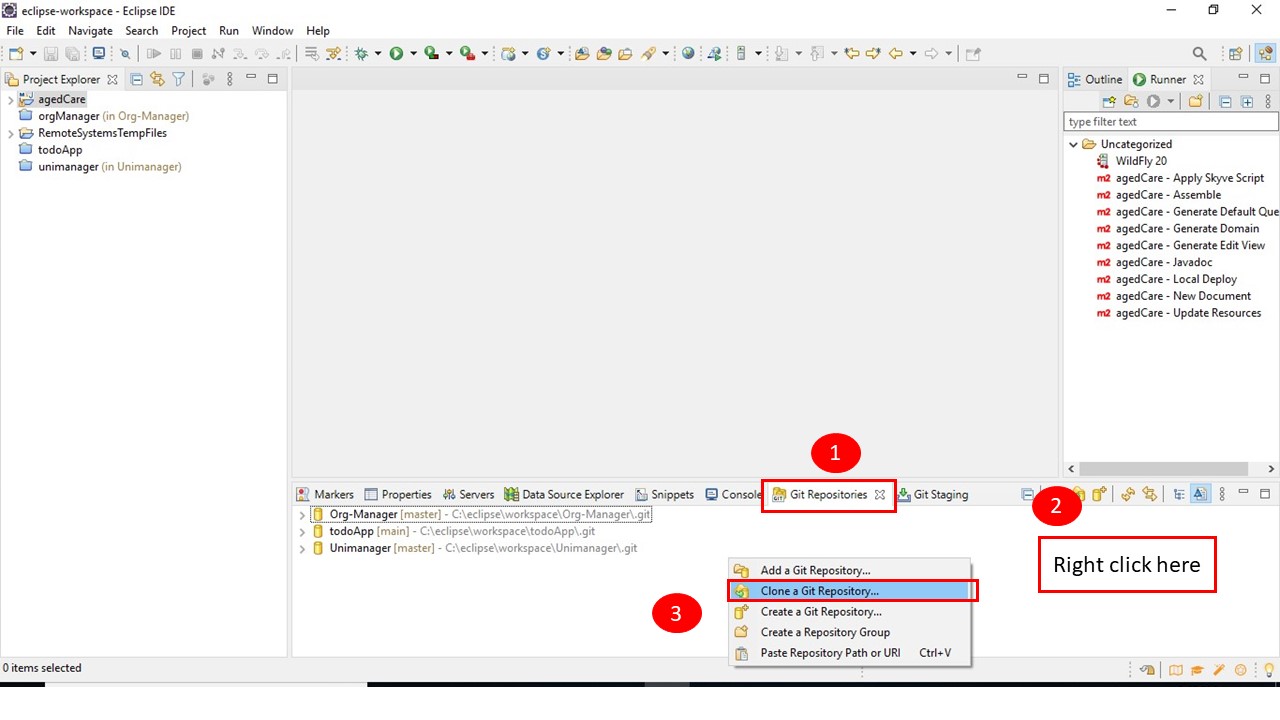 eclipse-workspace - Eclipse IDE
File Edit Navigate Search Project Run Window Help
Project Explorer
agedCare
orgManager (in Org-Manager)
RemoteSystemsTempFiles
todoApp
unimanager (in Unimanager)
Outline Runner
type filter text
Uncategorized
WildFly 20
m2 agedCare - Apply Skyve Script
m2 agedCare - Assemble
m2 agedCare - Generate Default Que
m2 agedCare - Generate Domain
m2 agedCare - Generate Edit View
m2 agedCare - Javadoc
m2 agedCare - Local Deploy
m2 agedCare - New Document
m2 agedCare - Update Resources
1
Markers Properties Servers Data Source Explorer Snippets Console Git Repositories Git Staging
Org-Manager [master] - C:\eclipse\workspace\Org-Manager\.git
todoApp [main] - C:\eclipse\workspace\todoApp\.git
Unimanager [master] - C:\eclipse\workspace\Unimanager\.git
2
Right click here
3
Add a Git Repository...
Clone a Git Repository...
Create a Git Repository...
Create a Repository Group
Paste Repository Path or URI Ctrl+V
0 items selected